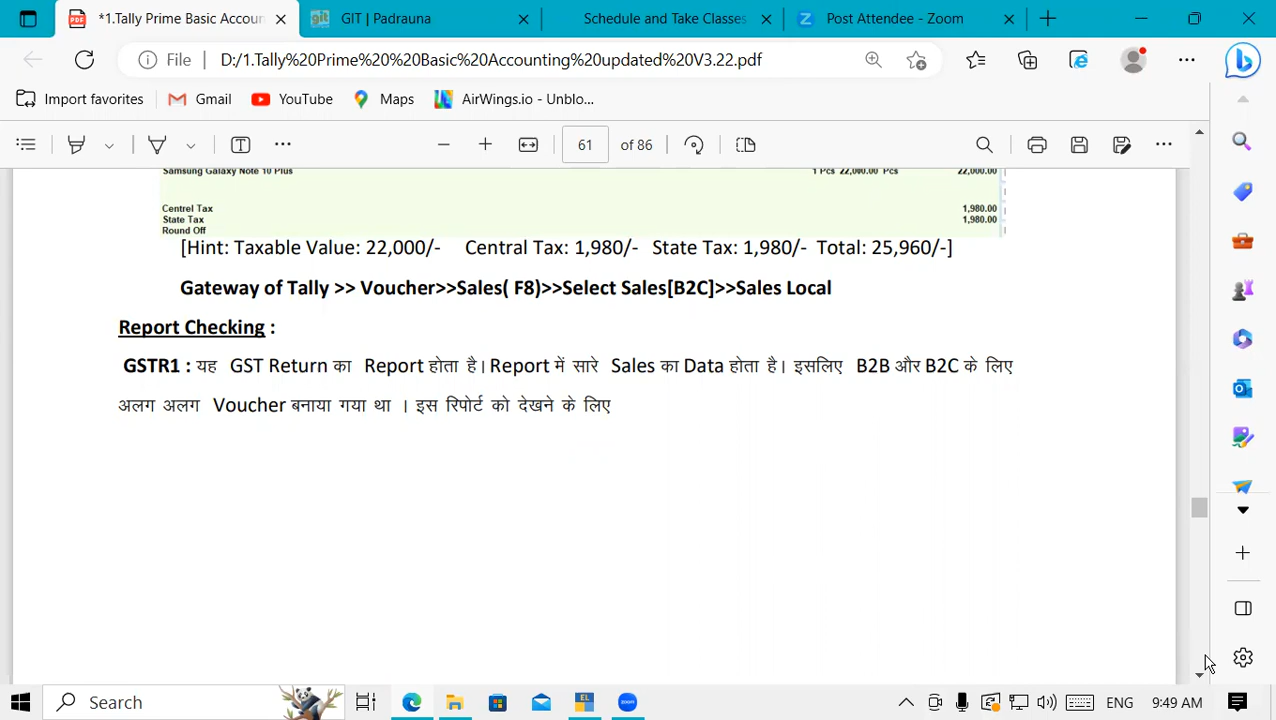 *1.Tally Prime Basic Accoun
GIT | Padrauna
Schedule and Take Classes
Post Attendee - Zoom
File D:/1.Tally%20Prime%20%20Basic%20Accounting%20updated%20V3.22.pdf
Import favorites
Gmail
YouTube
Maps
AirWings.io - Unblo...
61 of 86
Samsung Galaxy Note 10 Plus 1 Pcs 22,000.00 Pcs 22,000.00
Centrel Tax 1,980.00
State Tax 1,980.00
Round Off
[Hint: Taxable Value: 22,000/- Central Tax: 1,980/- State Tax: 1,980/- Total: 25,960/-]
Gateway of Tally >> Voucher>>Sales( F8)>>Select Sales[B2C]>>Sales Local
Report Checking :
GSTR1 : यह GST Return का Report होता है। Report में सारे Sales का Data होता है। इसलिए B2B और B2C के लिए
अलग अलग Voucher बनाया गया था । इस रिपोर्ट को देखने के लिए
Search
ENG
9:49 AM